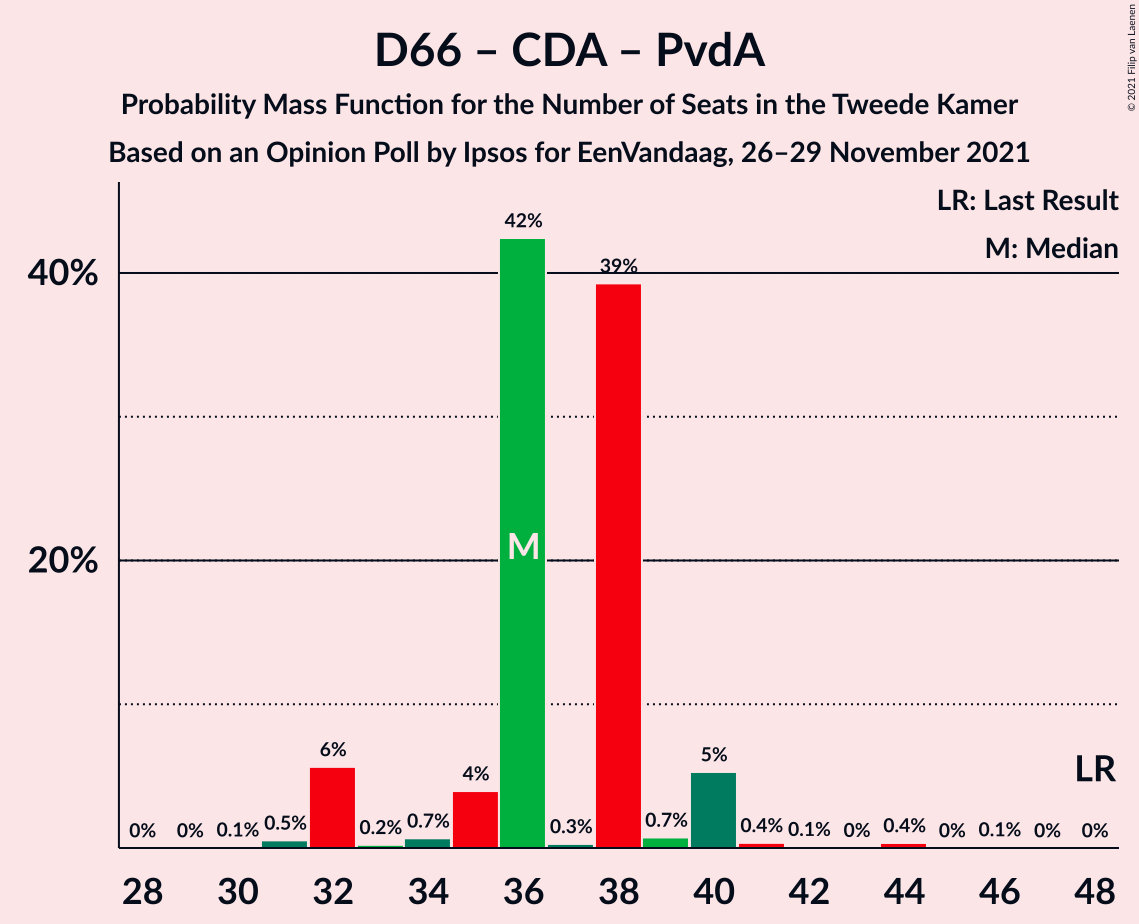 D66 – CDA – PvdA
Probability Mass Function for the Number of Seats in the Tweede Kamer
Based on an Opinion Poll by Ipsos for EenVandaag, 26–29 November 2021
© 2021 Filip van Laenen
LR: Last Result
M: Median
42%
39%
40%
M
20%
6%
4%
5%
LR
0% 0% 0.1% 0.5% 0.2% 0.7% 0.3% 0.7% 0.4% 0.1% 0% 0.4% 0% 0.1% 0% 0%
28 30 32 34 36 38 40 42 44 46 48